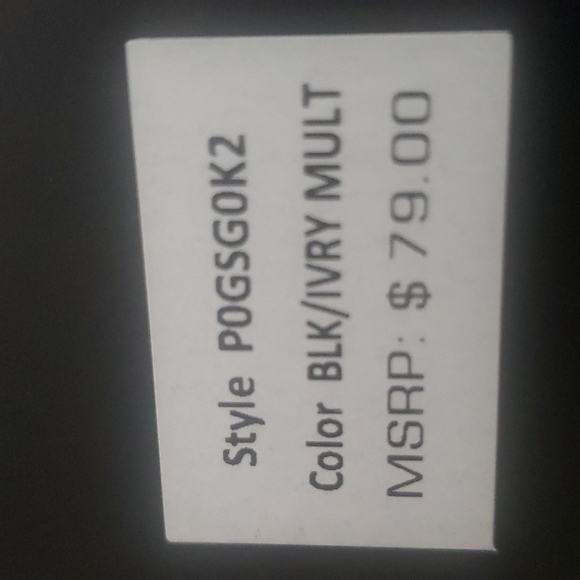 Style P0GSG0K2
Color BLK/IVRY MULT
MSRP: $ 79.00